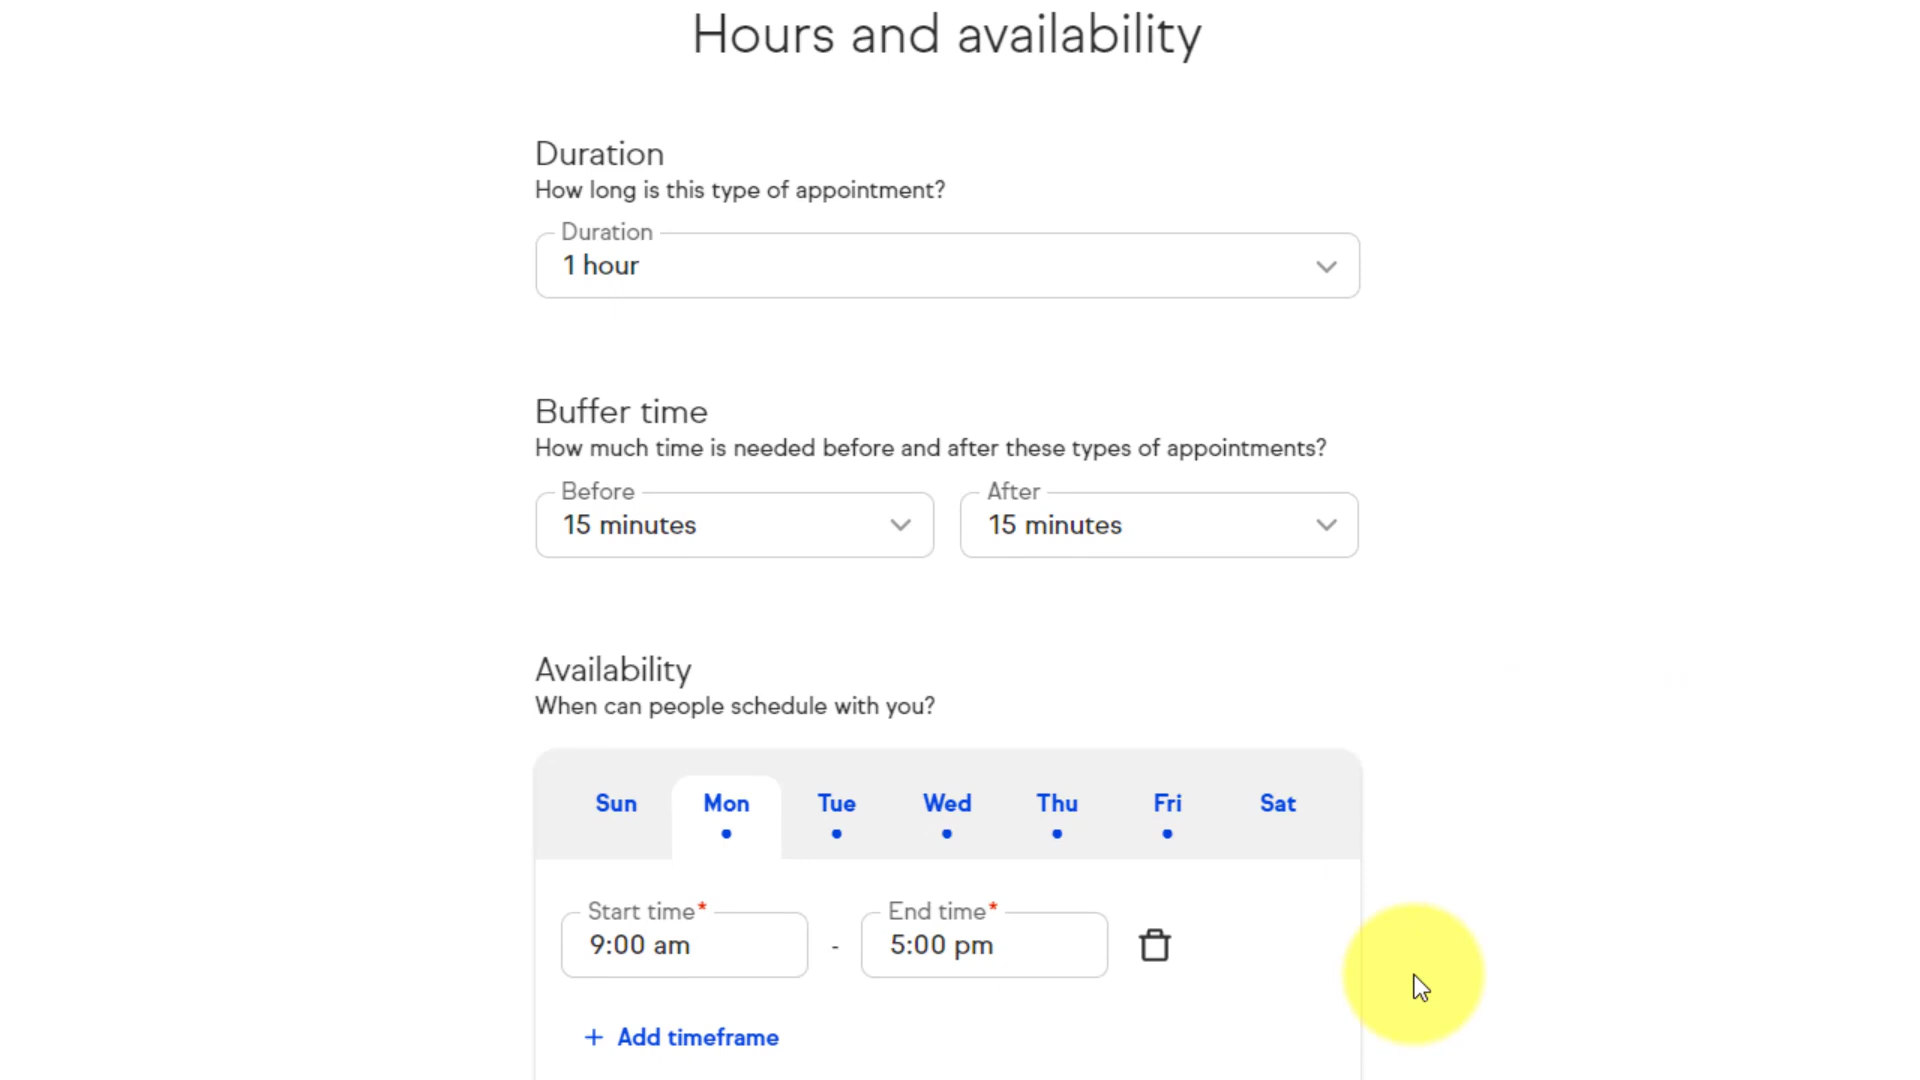 Hours and availability
Duration
How long is this type of appointment?
Duration
1 hour
Buffer time
How much time is needed before and after these types of appointments?
Before
15 minutes
After
15 minutes
Availability
When can people schedule with you?
Sun Mon Tue Wed Thu Fri Sat
Start time*
9:00 am
-
End time*
5:00 pm
+ Add timeframe